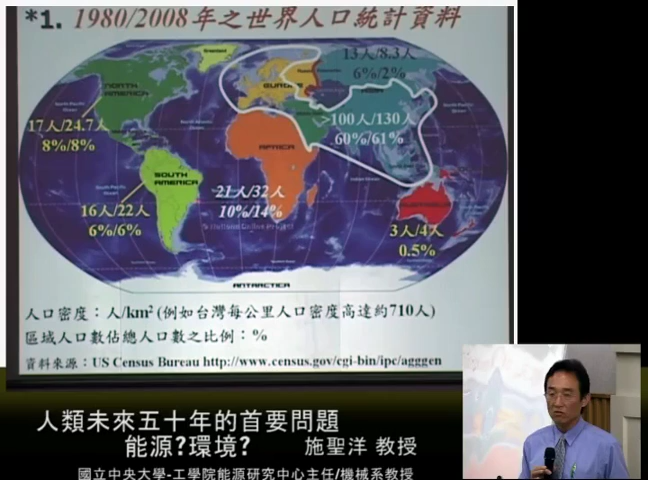 *1. 1980/2008年之世界人口統計資料
Greenland
13人/8.3人
6%/2%
NORTH AMERICA
EUROPE
ASIA
17人/24.7人
8%/8%
100人/130人
60%/61%
AFRICA
SOUTH AMERICA
21人/32人
10%/14%
16人/22人
6%/6%
AUSTRALIA
3人/4人
0.5%
ANTARCTICA
人口密度：人/km² (例如台灣每公里人口密度高達約710人)
區域人口數佔總人口數之比例：%
資料來源：US Census Bureau http://www.census.gov/cgi-bin/ipc/agggen
人類未來五十年的首要問題
能源?環境? 施聖洋 教授
國立中央大學-工學院能源研究中心主任/機械系教授